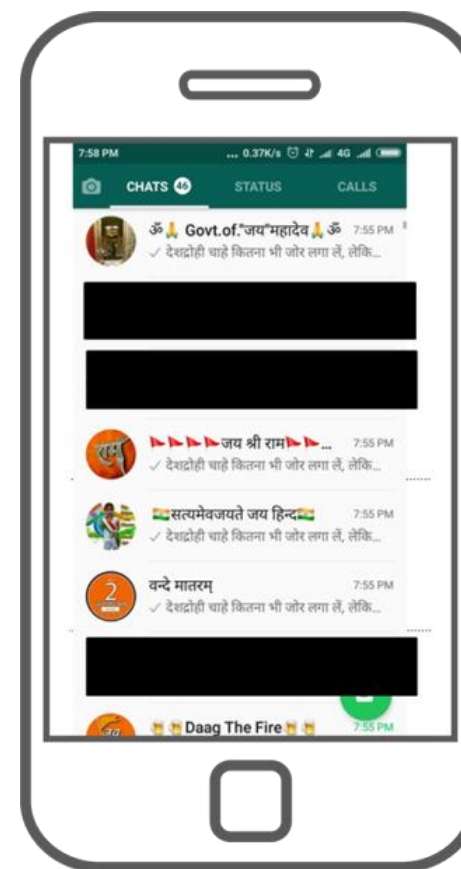 7:58 PM ... 0.37K/s 4G
CHATS 46 STATUS CALLS
ॐ🙏 Govt.of."जय"महादेव🙏 ॐ 7:55 PM
✓ देशद्रोही चाहे कितना भी जोर लगा लें, लेकि...
राम
🚩🚩🚩🚩जय श्री राम🚩🚩... 7:55 PM
✓ देशद्रोही चाहे कितना भी जोर लगा लें, लेकि...
🇮🇳सत्यमेवजयते जय हिन्द🇮🇳 7:55 PM
✓ देशद्रोही चाहे कितना भी जोर लगा लें, लेकि...
2
वन्दे मातरम् 7:55 PM
✓ देशद्रोही चाहे कितना भी जोर लगा लें, लेकि...
Daag The Fire 7:55 PM